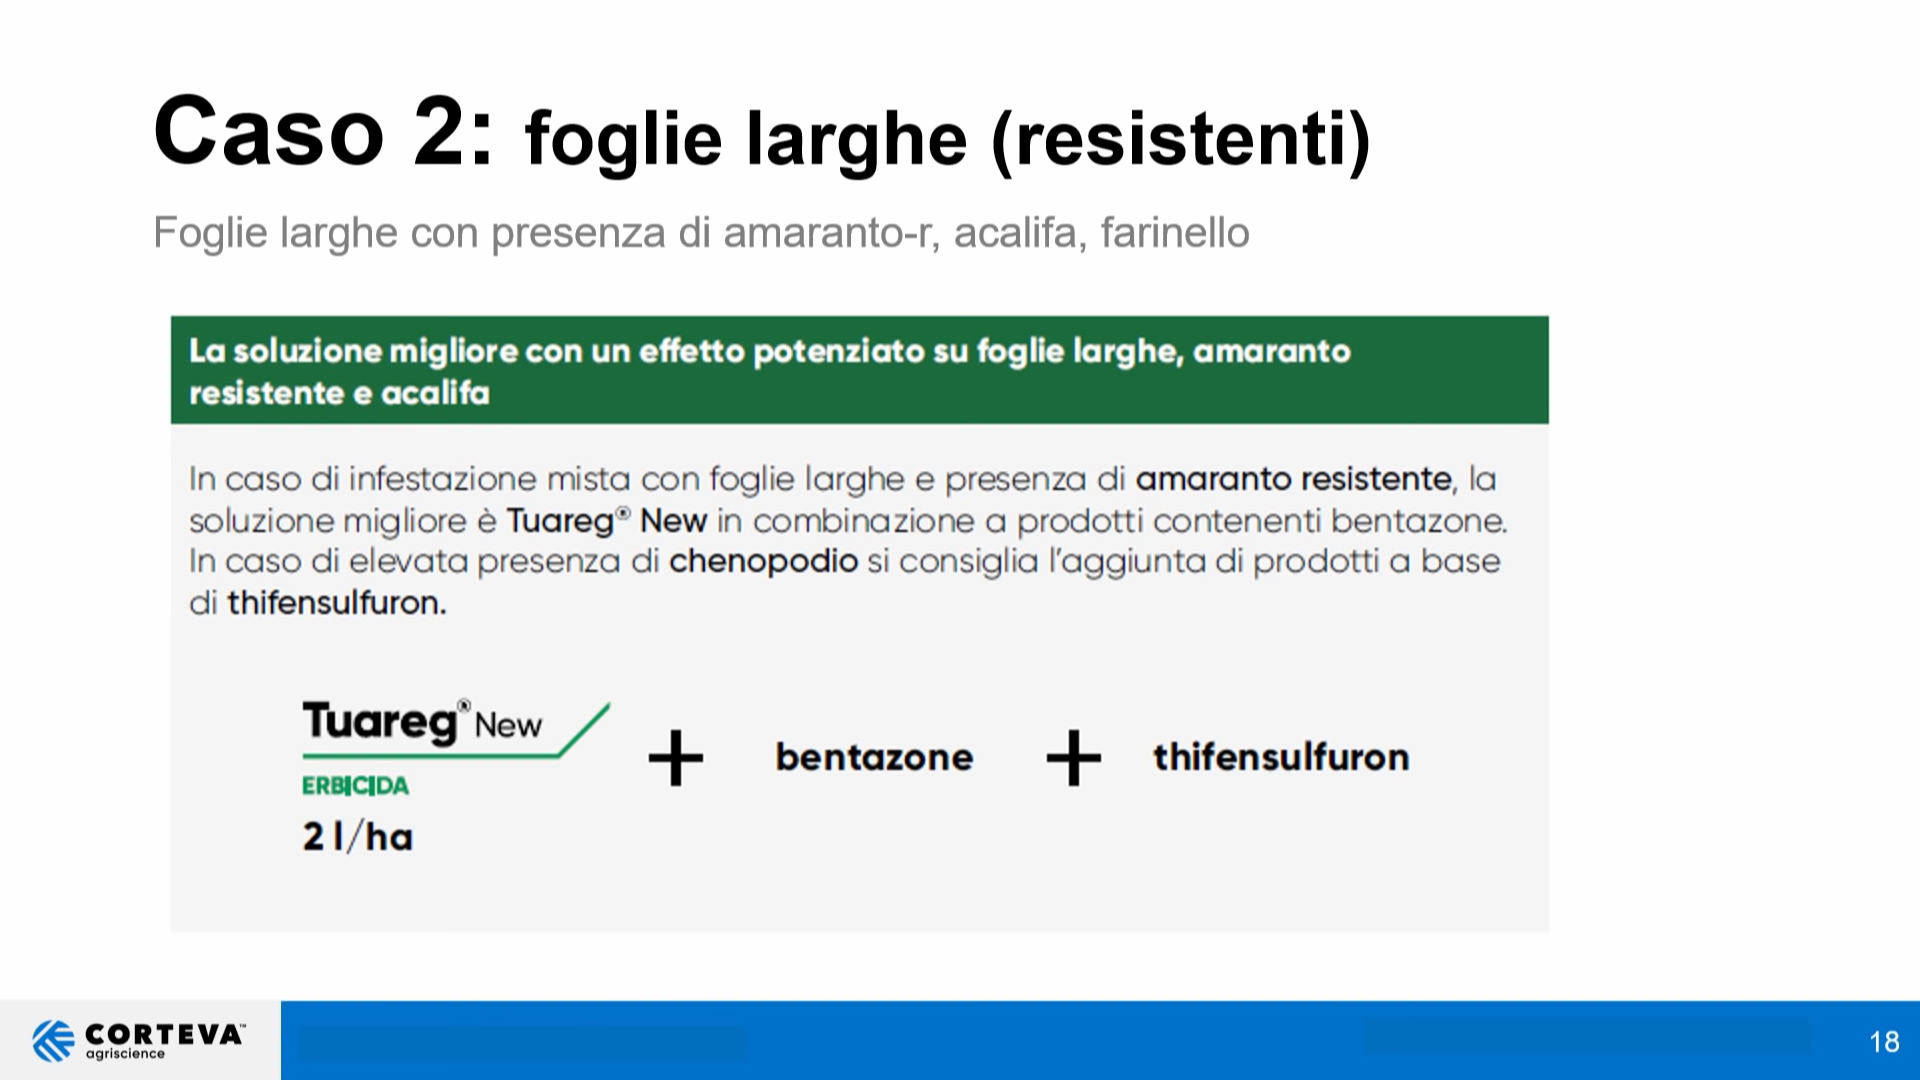 Caso 2: foglie larghe (resistenti)
Foglie larghe con presenza di amaranto-r, acalifa, farinello
La soluzione migliore con un effetto potenziato su foglie larghe, amaranto
resistente e acalifa
In caso di infestazione mista con foglie larghe e presenza di amaranto resistente, la
soluzione migliore è Tuareg® New in combinazione a prodotti contenenti bentazone.
In caso di elevata presenza di chenopodio si consiglia l'aggiunta di prodotti a base
di thifensulfuron.
Tuareg® New
ERBICIDA
2 l/ha
+
bentazone
+
thifensulfuron
CORTEVA™
agriscience
18